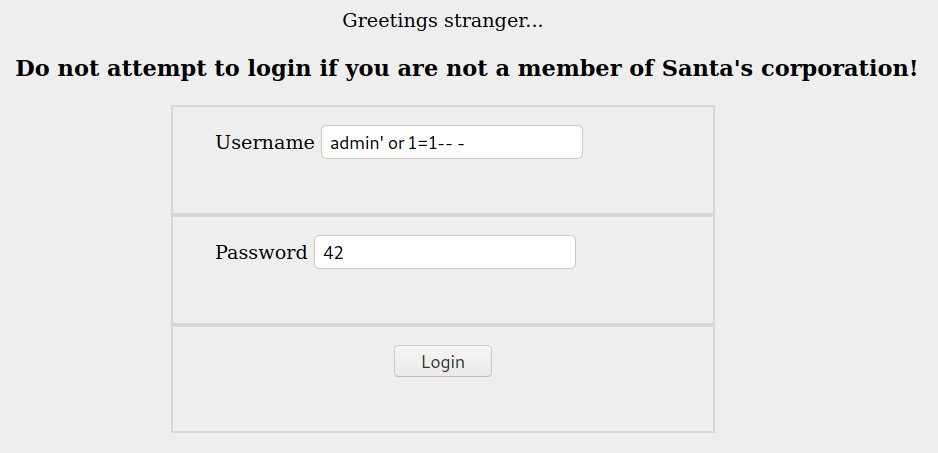 Greetings stranger...
Do not attempt to login if you are not a member of Santa's corporation!
Username admin' or 1=1-- -
Password 42
Login